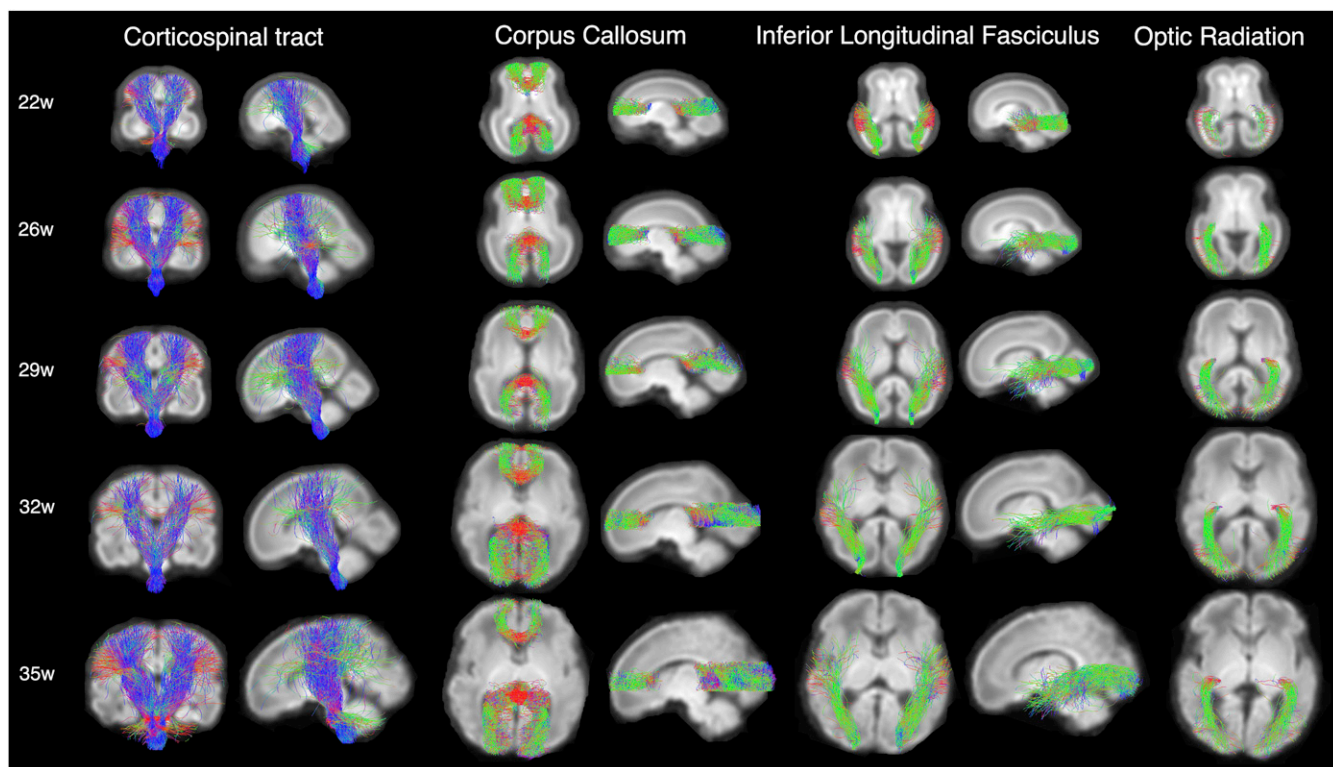 Corticospinal tract Corpus Callosum Inferior Longitudinal Fasciculus Optic Radiation
22w
26w
29w
32w
35w